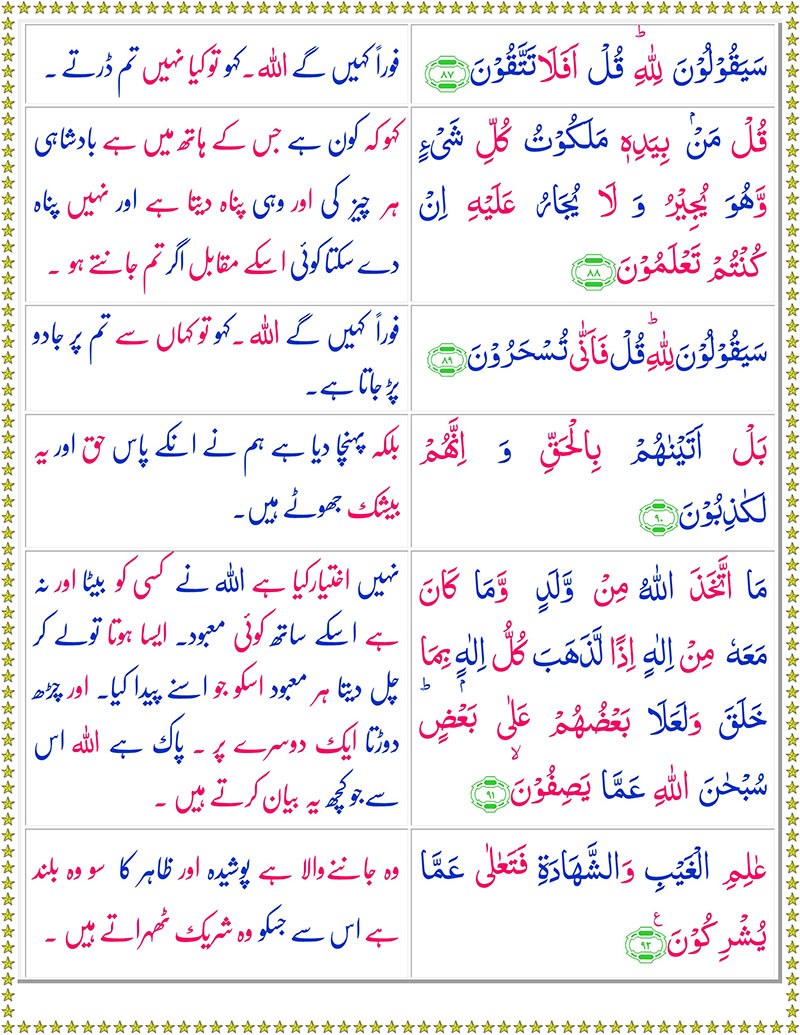 سَيَقُوۡلُوۡنَ لِلّٰهِ‌ؕ قُلۡ اَفَلَا تَتَّقُوۡنَ ﴿۸۷﴾
فوراً کہیں گے اللہ۔ کہو تو کیا نہیں تم ڈرتے ۔
قُلۡ مَنۡۢ بِيَدِهٖ مَلَكُوۡتُ كُلِّ شَىۡءٍ
وَّهُوَ يُجِيۡرُ وَ لَا يُجَارُ عَلَيۡهِ اِنۡ
كُنۡتُمۡ تَعۡلَمُوۡنَ ﴿۸۸﴾
کہو کہ کون ہے جس کے ہاتھ میں ہے بادشاہی
ہر چیز کی اور وہی پناہ دیتا ہے اور نہیں پناہ
دے سکتا کوئی اسکے مقابل اگر تم جانتے ہو ۔
سَيَقُوۡلُوۡنَ لِلّٰهِ‌ؕ قُلۡ فَاَنّٰى تُسۡحَرُوۡنَ ﴿۸۹﴾
فوراً کہیں گے اللہ ۔ کہو تو کہاں سے تم پر جادو
پڑ جاتا ہے۔
بَلۡ اَتَيۡنٰهُمۡ بِالۡحَـقِّ وَ اِنَّهُمۡ
لَكٰذِبُوۡنَ ﴿۹۰﴾
بلکہ پہنچا دیا ہے ہم نے انکے پاس حق اور یہ
بیشک جھوٹے ہیں۔
مَا اتَّخَذَ اللّٰهُ مِنۡ وَّلَدٍ وَّمَا كَانَ
مَعَهٗ مِنۡ اِلٰهٍ‌ اِذًا لَّذَهَبَ كُلُّ اِلٰهٍۢ بِمَا
خَلَقَ وَلَعَلَا بَعۡضُهُمۡ عَلٰى بَعۡضٍ‌ؕ
سُبۡحٰنَ اللّٰهِ عَمَّا يَصِفُوۡنَۙ ﴿۹۱﴾
نہیں اختیار کیا ہے اللہ نے کسی کو بیٹا اور نہ
ہے اسکے ساتھ کوئی معبود۔ ایسا ہوتا تو لے کر
چل دیتا ہر معبود اسکو جو اسنے پیدا کیا۔ اور چڑھ
دوڑتا ایک دوسرے پر ۔ پاک ہے اللہ اس
سے جو کچھ یہ بیان کرتے ہیں ۔
عٰلِمِ الۡغَيۡبِ وَالشَّهَادَةِ فَتَعٰلٰى عَمَّا
يُشۡرِكُوۡنَ ﴿۹۲﴾ ع
وہ جاننے والا ہے پوشیدہ اور ظاہر کا سو وہ بلند
ہے اس سے جسکو وہ شریک ٹھہراتے ہیں ۔